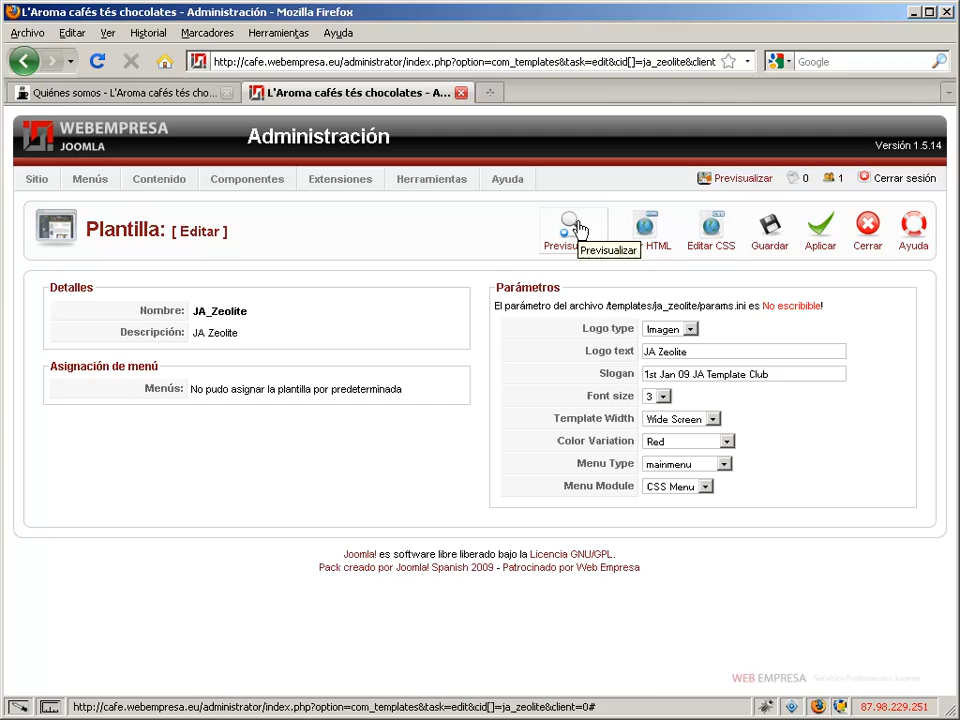 L'Aroma cafés tés chocolates - Administración - Mozilla Firefox
Archivo Editar Ver Historial Marcadores Herramientas Ayuda
http://cafe.webempresa.eu/administrator/index.php?option=com_templates&task=edit&cid[]=ja_zeolite&client
Google
Quiénes somos - L'Aroma cafés tés cho...
L'Aroma cafés tés chocolates - A...
WEBEMPRESA
JOOMLA
Administración
Versión 1.5.14
Sitio Menús Contenido Componentes Extensiones Herramientas Ayuda
Previsualizar 0 1 Cerrar sesión
Plantilla: [ Editar ]
Previsu HTML Editar CSS Guardar Aplicar Cerrar Ayuda
Previsualizar
Detalles
Nombre: JA_Zeolite
Descripción: JA Zeolite
Asignación de menú
Menús: No pudo asignar la plantilla por predeterminada
Parámetros
El parámetro del archivo /templates/ja_zeolite/params.ini es No escribible!
Logo type Imagen
Logo text JA Zeolite
Slogan 1st Jan 09 JA Template Club
Font size 3
Template Width Wide Screen
Color Variation Red
Menu Type mainmenu
Menu Module CSS Menu
Joomla! es software libre liberado bajo la Licencia GNU/GPL.
Pack creado por Joomla! Spanish 2009 - Patrocinado por Web Empresa
WEB EMPRESA Servicios Profesionales Joomla!
http://cafe.webempresa.eu/administrator/index.php?option=com_templates&task=edit&cid[]=ja_zeolite&client=0#
87.98.229.251